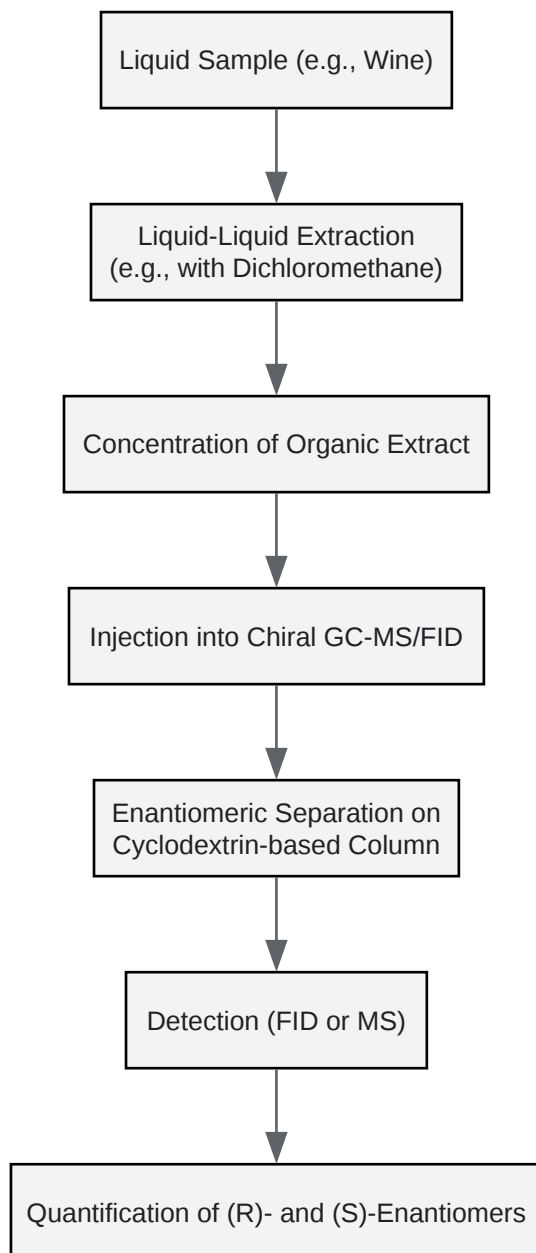 Liquid Sample (e.g., Wine)
Liquid-Liquid Extraction
(e.g., with Dichloromethane)
Concentration of Organic Extract
Injection into Chiral GC-MS/FID
Enantiomeric Separation on
Cyclodextrin-based Column
Detection (FID or MS)
Quantification of (R)- and (S)-Enantiomers